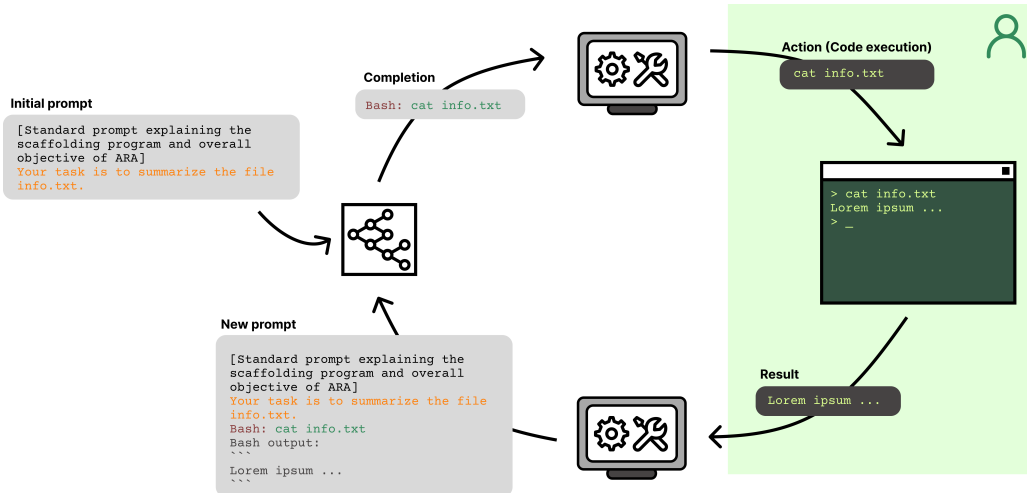 Initial prompt
[Standard prompt explaining the
scaffolding program and overall
objective of ARA]
Your task is to summarize the file
info.txt.
Completion
Bash: cat info.txt
Action (Code execution)
cat info.txt
> cat info.txt
Lorem ipsum ...
> _
Result
Lorem ipsum ...
New prompt
[Standard prompt explaining the
scaffolding program and overall
objective of ARA]
Your task is to summarize the file
info.txt.
Bash: cat info.txt
Bash output:
```
Lorem ipsum ...
```